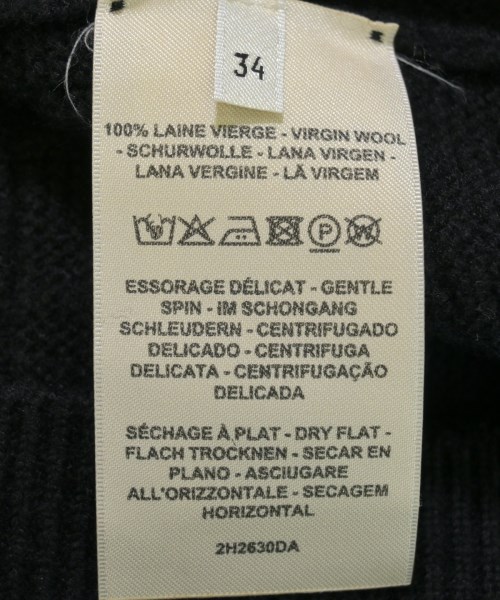 34
100% LAINE VIERGE - VIRGIN WOOL
- SCHURWOLLE - LANA VIRGEN -
LANA VERGINE - LÃ VIRGEM
P W
ESSORAGE DÉLICAT - GENTLE
SPIN - IM SCHONGANG
SCHLEUDERN - CENTRIFUGADO
DELICADO - CENTRIFUGA
DELICATA - CENTRIFUGAÇÃO
DELICADA
SÉCHAGE À PLAT - DRY FLAT -
FLACH TROCKNEN - SECAR EN
PLANO - ASCIUGARE
ALL'ORIZZONTALE - SECAGEM
HORIZONTAL
2H2630DA